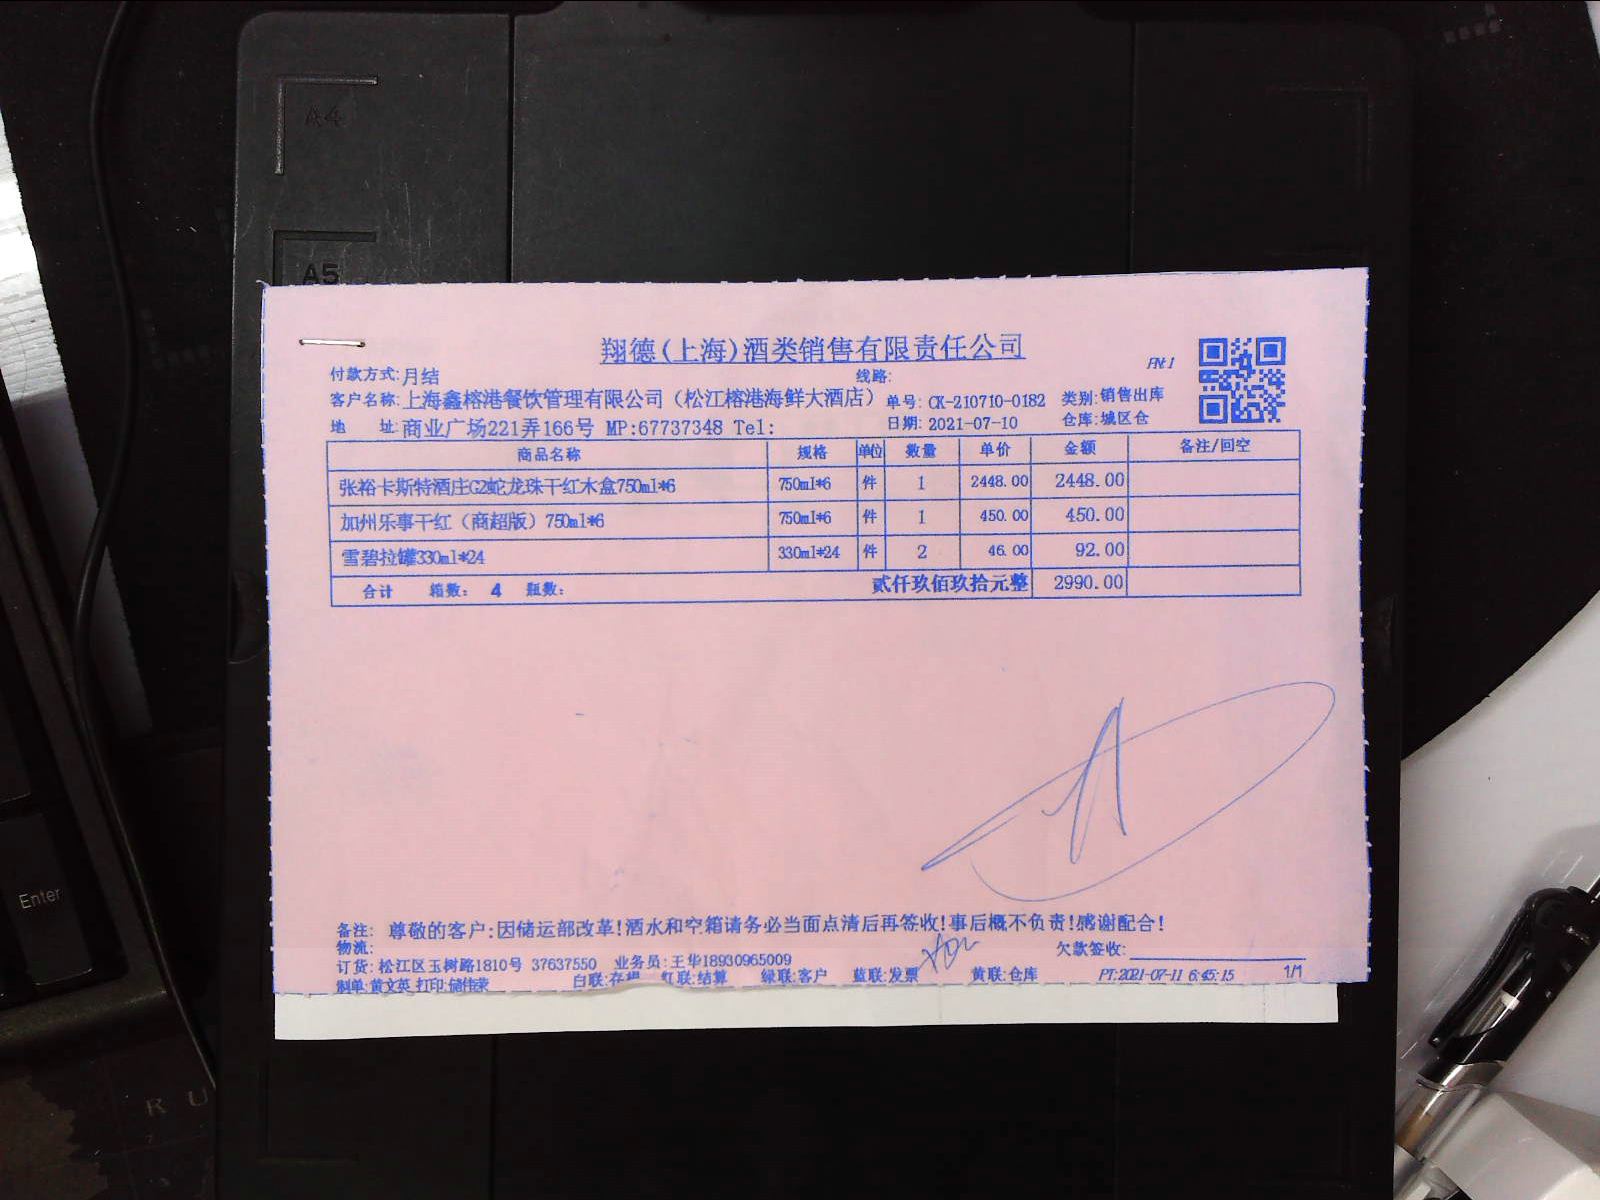 A4
A5
翔德(上海)酒类销售有限责任公司
付款方式:月结 线路: PN:1
客户名称:上海鑫榕港餐饮管理有限公司（松江榕港海鲜大酒店） 单号: CK-210710-0182 类别:销售出库
地 址:商业广场221弄166号 MP:67737348 Tel: 日期: 2021-07-10 仓库:城区仓
商品名称 规格 单位 数量 单价 金额 备注/回空
张裕卡斯特酒庄G2蛇龙珠干红木盒750ml*6 750ml*6 件 1 2448.00 2448.00
加州乐事干红（商超版）750ml*6 750ml*6 件 1 450.00 450.00
雪碧拉罐330ml*24 330ml*24 件 2 46.00 92.00
合计 箱数: 4 瓶数: 贰仟玖佰玖拾元整 2990.00
备注: 尊敬的客户:因储运部改革!酒水和空箱请务必当面点清后再签收!事后概不负责!感谢配合!
物流: 欠款签收:
订货: 松江区玉树路1810号 37637550 业务员:王华18930965009
制单:黄文英 打印:储伟荣 白联:存根 红联:结算 绿联:客户 蓝联:发票 黄联:仓库 PT:2021-07-11 6:45:15 1/1
Enter
R U